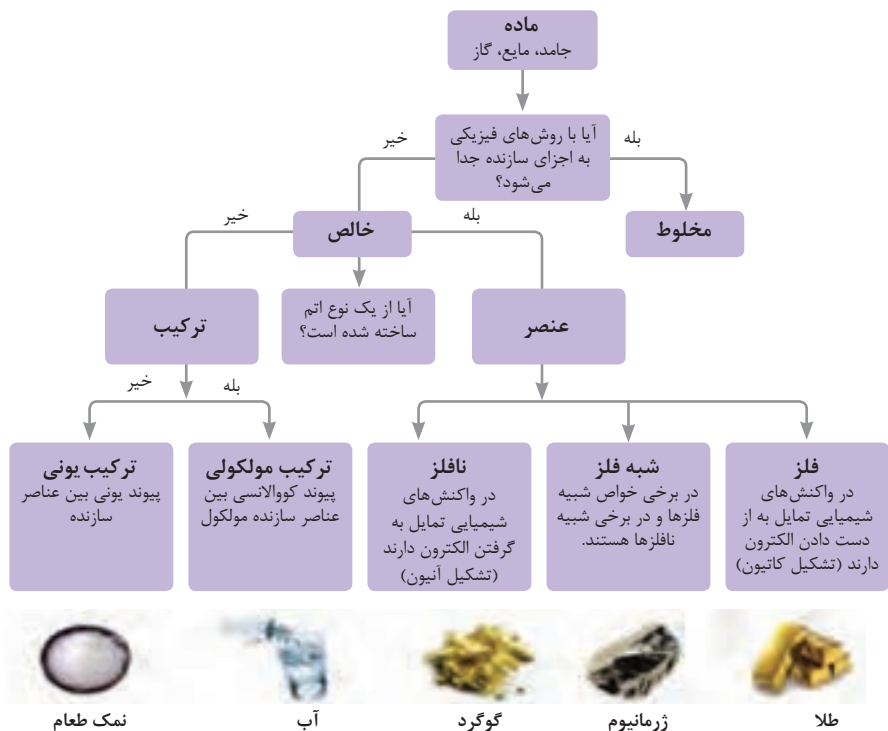 ماده
جامد، مایع، گاز
آیا با روش‌های فیزیکی
به اجزای سازنده جدا
می‌شود؟
بله
خیر
مخلوط
خالص
بله
خیر
عنصر
آیا از یک نوع اتم
ساخته شده است؟
ترکیب
بله
خیر
فلز
در واکنش‌های
شیمیایی تمایل به از
دست دادن الکترون
دارند (تشکیل کاتیون)
شبه فلز
در برخی خواص شبیه
فلزها و در برخی شبیه
نافلزها هستند.
نافلز
در واکنش‌های
شیمیایی تمایل به
گرفتن الکترون دارند
(تشکیل آنیون)
ترکیب مولکولی
پیوند کووالانسی بین
عناصر سازنده مولکول
ترکیب یونی
پیوند یونی بین عناصر
سازنده
طلا
ژرمانیوم
گوگرد
آب
نمک طعام